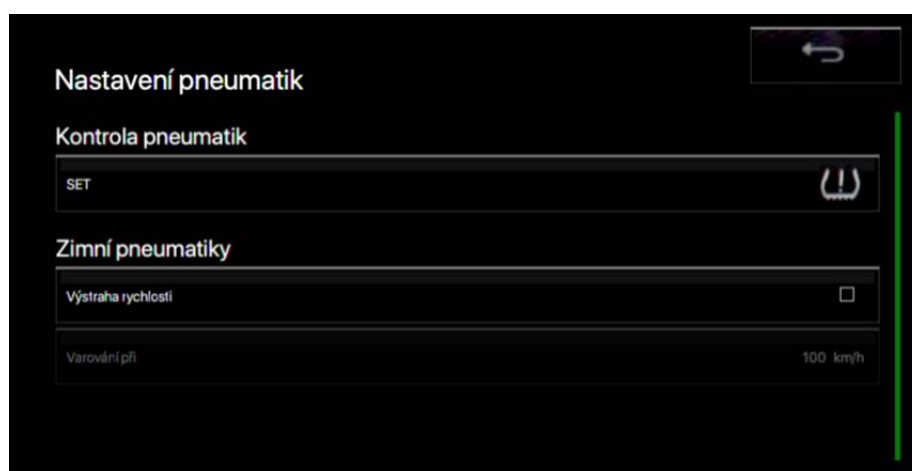 Nastavení pneumatik
Kontrola pneumatik
SET
Zimní pneumatiky
Výstraha rychlosti
Varování při 100 km/h